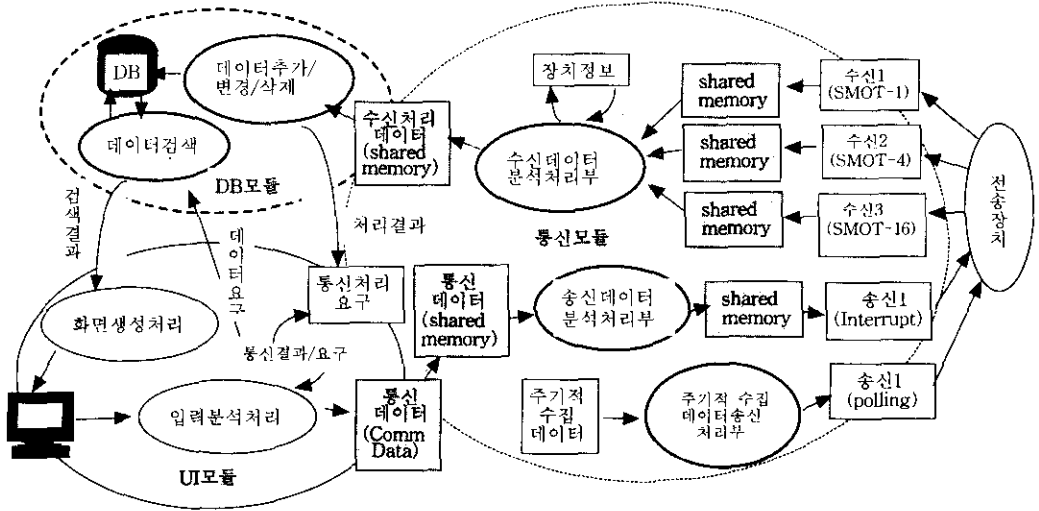 DB
데이터추가/
변경/삭제
데이터검색
DB모듈
수신처리
데이터
(shared
memory)
장치정보
수신데이터
분석처리부
통신모듈
shared
memory
shared
memory
shared
memory
수신1
(SMOT-1)
수신2
(SMOT-4)
수신3
(SMOT-16)
전송장치
검색결과
데이터요구
처리결과
통신처리
요구
통신
데이터
(shared
memory)
송신데이터
분석처리부
shared
memory
송신1
(Interrupt)
화면생성처리
통신결과/요구
입력분석처리
통신
데이터
(Comm
Data)
주기적
수집
데이터
주기적 수집
데이터송신
처리부
송신1
(polling)
UI모듈